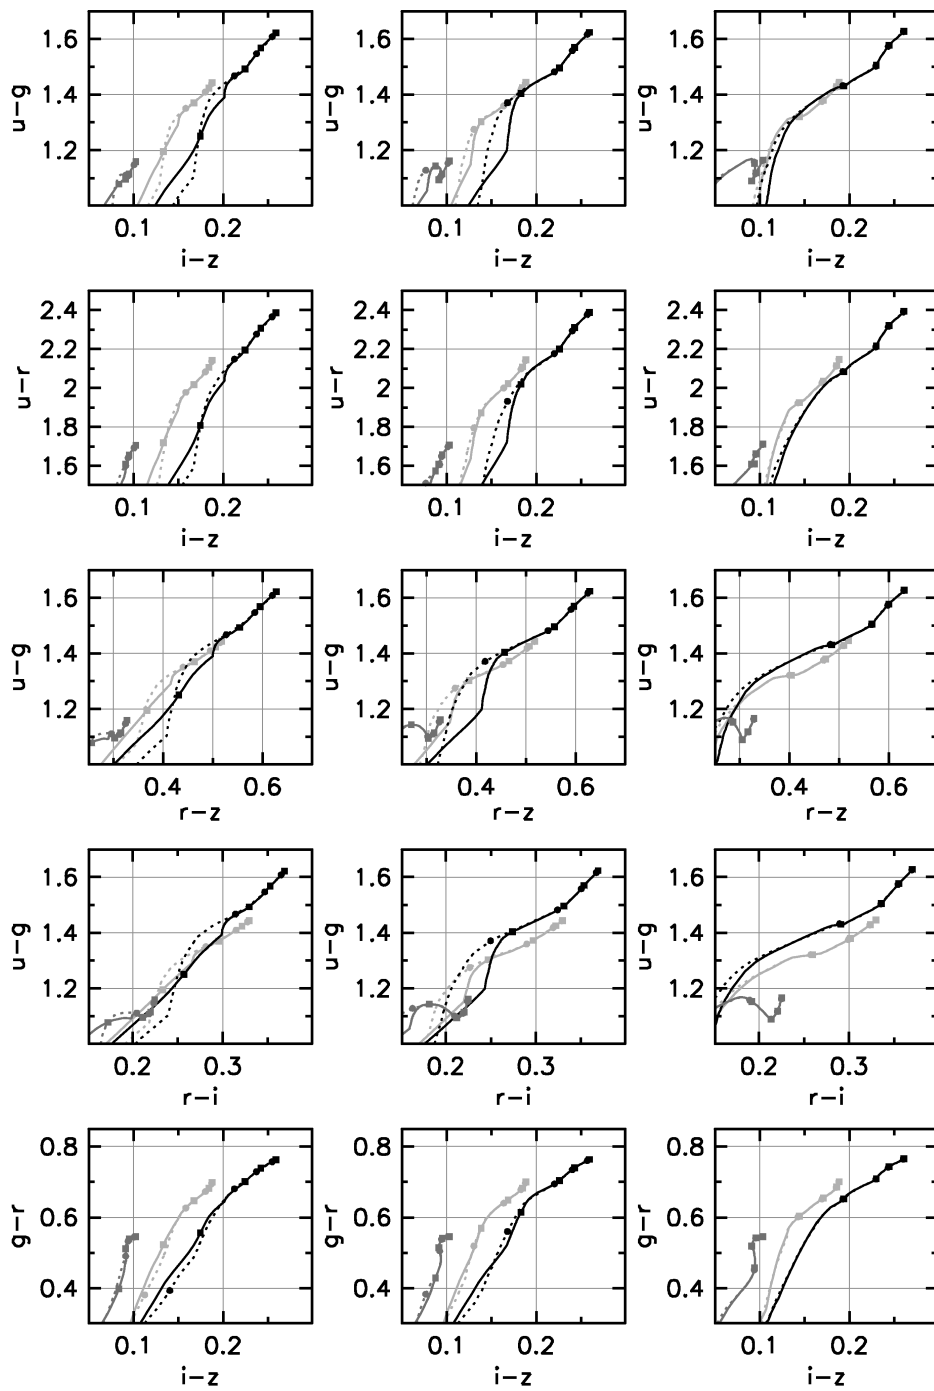 1.6 1.6 1.6
u-g 1.4 u-g 1.4 u-g 1.4
1.2 1.2 1.2
0.1 0.2 0.1 0.2 0.1 0.2
i-z i-z i-z
2.4 2.4 2.4
2.2 2.2 2.2
u-r 2 u-r 2 u-r 2
1.8 1.8 1.8
1.6 1.6 1.6
0.1 0.2 0.1 0.2 0.1 0.2
i-z i-z i-z
1.6 1.6 1.6
u-g 1.4 u-g 1.4 u-g 1.4
1.2 1.2 1.2
0.4 0.6 0.4 0.6 0.4 0.6
r-z r-z r-z
1.6 1.6 1.6
u-g 1.4 u-g 1.4 u-g 1.4
1.2 1.2 1.2
0.2 0.3 0.2 0.3 0.2 0.3
r-i r-i r-i
0.8 0.8 0.8
g-r 0.6 g-r 0.6 g-r 0.6
0.4 0.4 0.4
0.1 0.2 0.1 0.2 0.1 0.2
i-z i-z i-z